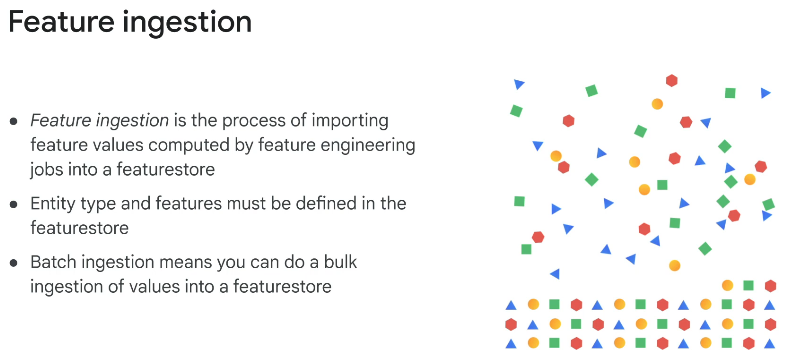 Feature ingestion
● Feature ingestion is the process of importing
feature values computed by feature engineering
jobs into a featurestore
● Entity type and features must be defined in the
featurestore
● Batch ingestion means you can do a bulk
ingestion of values into a featurestore